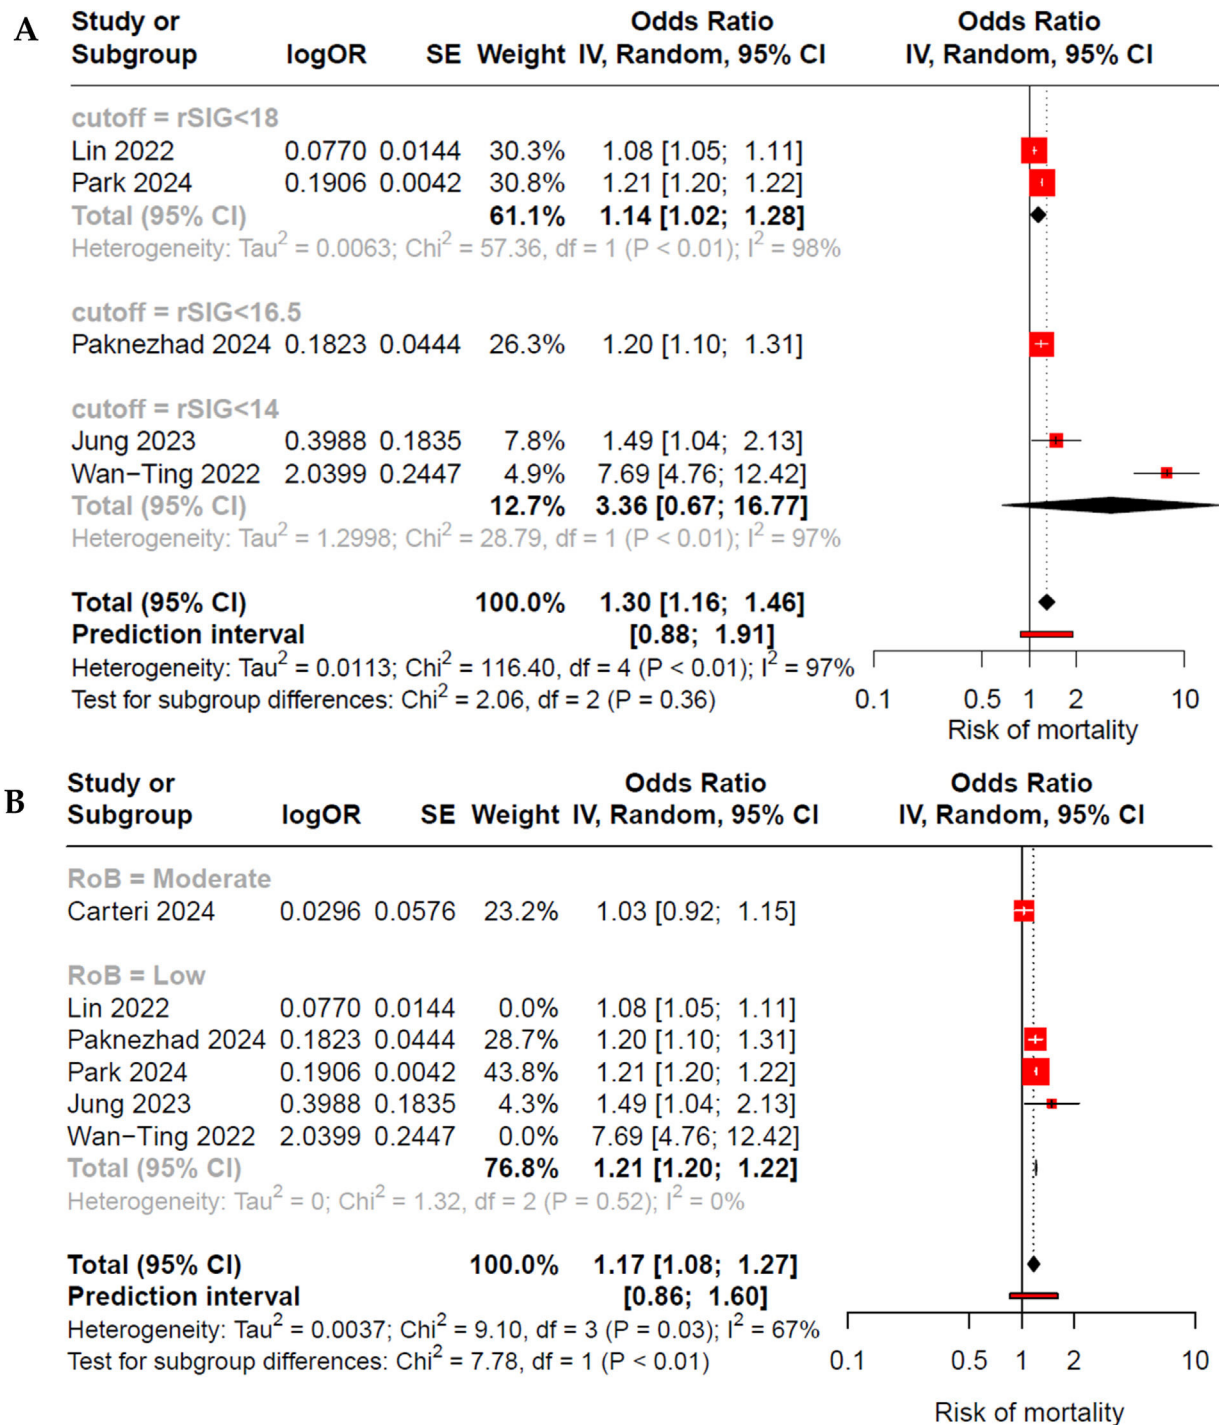 A
Study or Subgroup logOR SE Weight Odds Ratio IV, Random, 95% CI Odds Ratio IV, Random, 95% CI
cutoff = rSIG<18
Lin 2022 0.0770 0.0144 30.3% 1.08 [1.05; 1.11]
Park 2024 0.1906 0.0042 30.8% 1.21 [1.20; 1.22]
Total (95% CI) 61.1% 1.14 [1.02; 1.28]
Heterogeneity: Tau² = 0.0063; Chi² = 57.36, df = 1 (P < 0.01); I² = 98%
cutoff = rSIG<16.5
Paknezhad 2024 0.1823 0.0444 26.3% 1.20 [1.10; 1.31]
cutoff = rSIG<14
Jung 2023 0.3988 0.1835 7.8% 1.49 [1.04; 2.13]
Wan−Ting 2022 2.0399 0.2447 4.9% 7.69 [4.76; 12.42]
Total (95% CI) 12.7% 3.36 [0.67; 16.77]
Heterogeneity: Tau² = 1.2998; Chi² = 28.79, df = 1 (P < 0.01); I² = 97%
Total (95% CI) 100.0% 1.30 [1.16; 1.46]
Prediction interval [0.88; 1.91]
Heterogeneity: Tau² = 0.0113; Chi² = 116.40, df = 4 (P < 0.01); I² = 97%
Test for subgroup differences: Chi² = 2.06, df = 2 (P = 0.36)
0.1 0.5 1 2 10
Risk of mortality
B
Study or Subgroup logOR SE Weight Odds Ratio IV, Random, 95% CI Odds Ratio IV, Random, 95% CI
RoB = Moderate
Carteri 2024 0.0296 0.0576 23.2% 1.03 [0.92; 1.15]
RoB = Low
Lin 2022 0.0770 0.0144 0.0% 1.08 [1.05; 1.11]
Paknezhad 2024 0.1823 0.0444 28.7% 1.20 [1.10; 1.31]
Park 2024 0.1906 0.0042 43.8% 1.21 [1.20; 1.22]
Jung 2023 0.3988 0.1835 4.3% 1.49 [1.04; 2.13]
Wan−Ting 2022 2.0399 0.2447 0.0% 7.69 [4.76; 12.42]
Total (95% CI) 76.8% 1.21 [1.20; 1.22]
Heterogeneity: Tau² = 0; Chi² = 1.32, df = 2 (P = 0.52); I² = 0%
Total (95% CI) 100.0% 1.17 [1.08; 1.27]
Prediction interval [0.86; 1.60]
Heterogeneity: Tau² = 0.0037; Chi² = 9.10, df = 3 (P = 0.03); I² = 67%
Test for subgroup differences: Chi² = 7.78, df = 1 (P < 0.01)
0.1 0.5 1 2 10
Risk of mortality